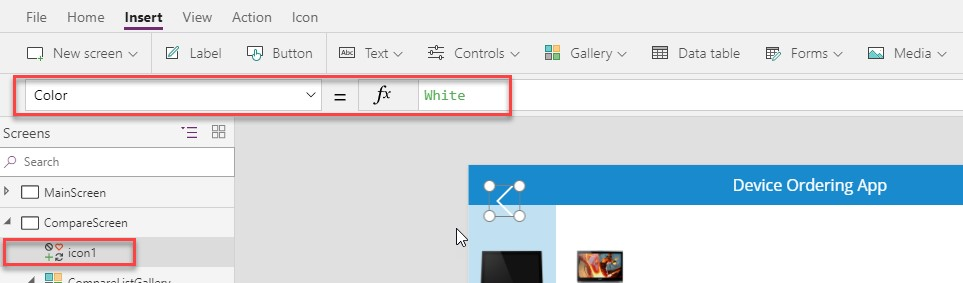 File Home Insert View Action Icon
New screen Label Button Abc Text Controls Gallery Data table Forms Media
Color = fx White
Screens
Search
MainScreen
CompareScreen
Device Ordering App
icon1
CompareListGallery